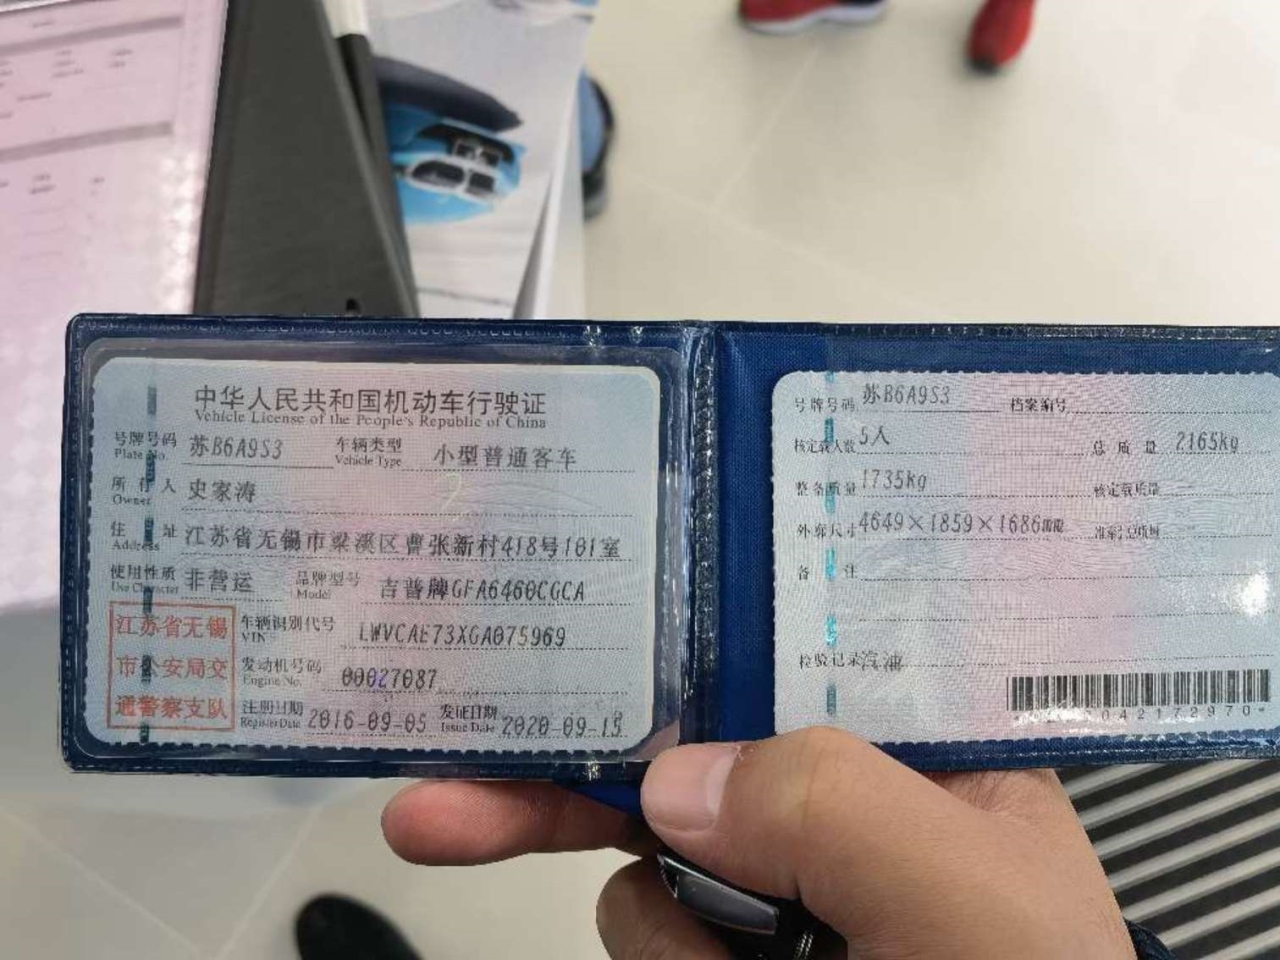 中华人民共和国机动车行驶证
Vehicle License of the People's Republic of China
号牌号码 苏B6A9S3 车辆类型 小型普通客车
Plate No. Vehicle Type
所有人 史家涛
Owner
住址 江苏省无锡市梁溪区曹张新村418号101室
Address
使用性质 非营运 品牌型号 吉普牌GFA6460CGCA
Use Character Model
江苏省无锡
市公安局交
通警察支队
车辆识别代号 LWVCAE73XGA075969
VIN
发动机号码 00027087
Engine No.
注册日期 2016-09-05 发证日期 2020-09-15
Register Date Issue Date
号牌号码 苏B6A9S3 档案编号
核定载人数 5人 总质量 2165kg
整备质量 1735kg 核定载质量
外廓尺寸 4649×1859×1686 准牵引总质量
备注
检验记录 汽油